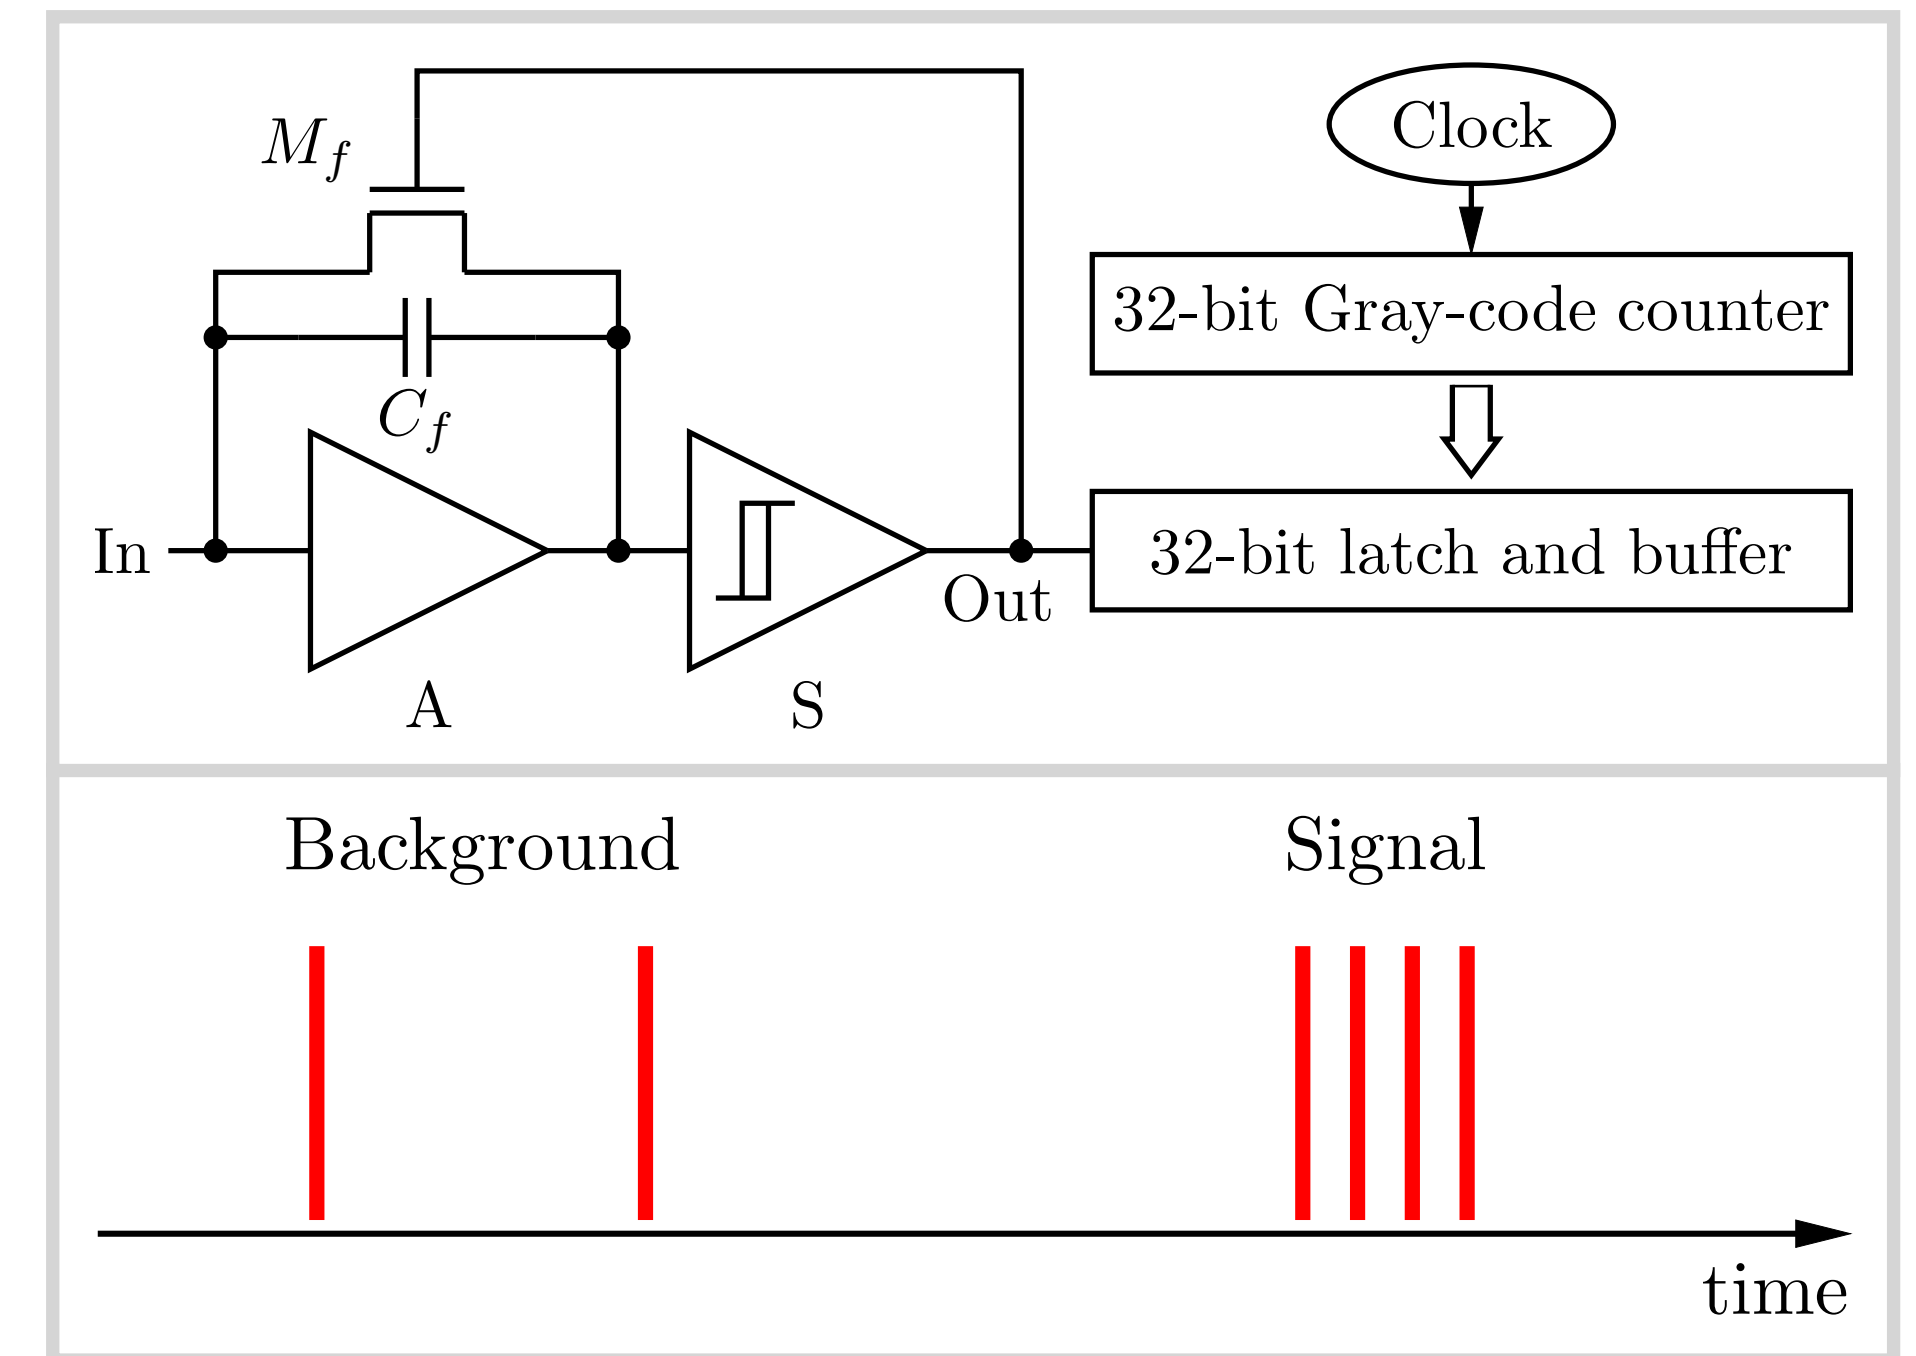 M_f
Clock
32-bit Gray-code counter
C_f
In
32-bit latch and buffer
Out
A
S
Background
Signal
time